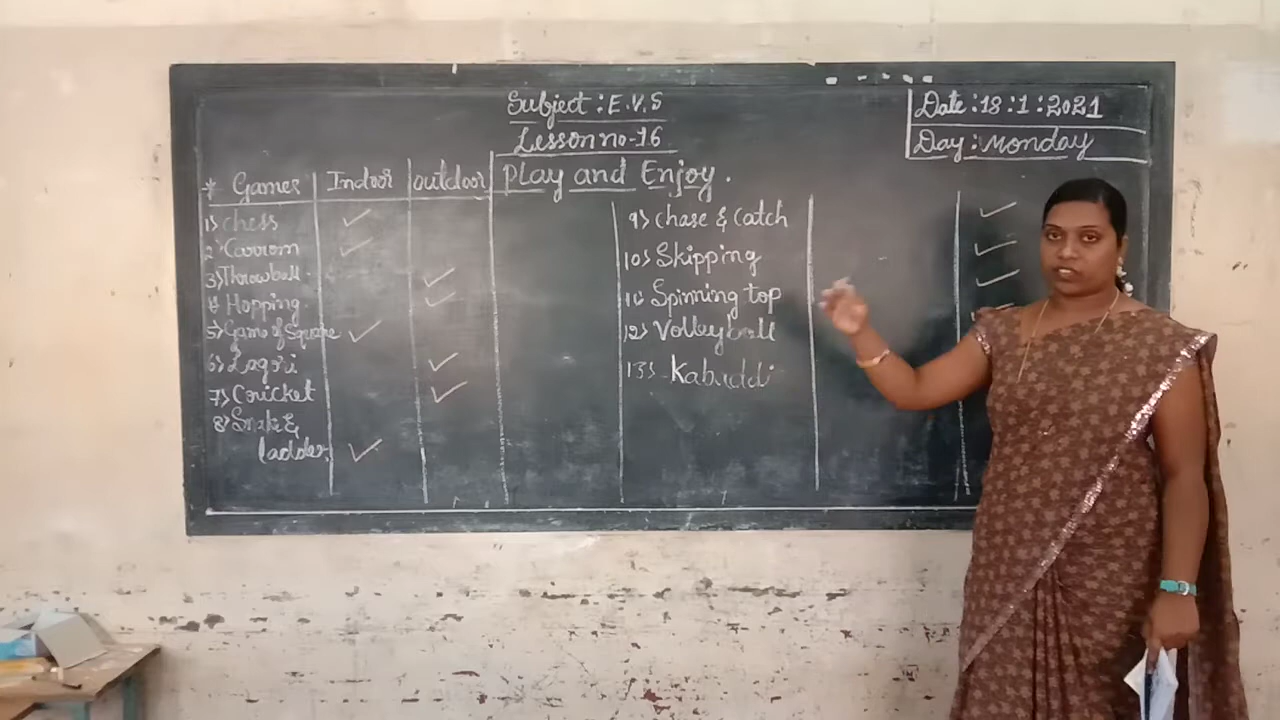 Subject : E.V.S
Lesson no-16
Play and Enjoy.
Date : 18 : 1 : 2021
Day : Monday
* Games Indoor outdoor
1) chess ✓
2) Carrom ✓
3) Throwball ✓
4) Hopping ✓
5) Game of Square ✓
6) Lagori ✓
7) Cricket ✓
8) Snake &
ladder ✓
9) Chase & Catch ✓
10) Skipping ✓
11) Spinning top ✓
12) Volleyball ✓
13) Kabaddi